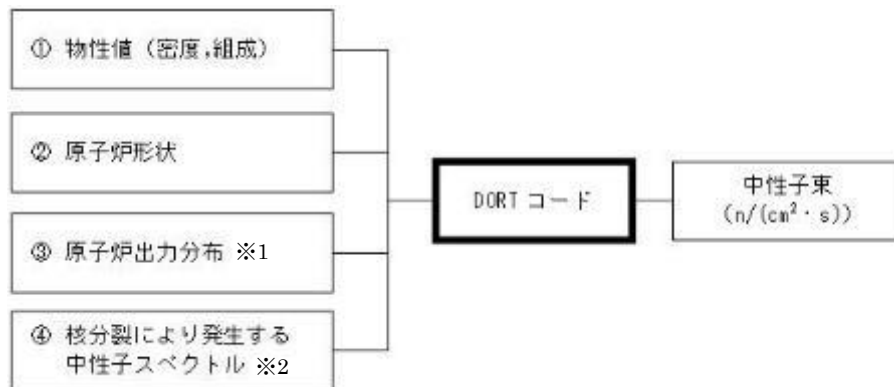 ① 物性値（密度,組成）
② 原子炉形状
③ 原子炉出力分布 ※1
④ 核分裂により発生する
中性子スペクトル ※2
DORT コード
中性子束
(n/(cm²・s))